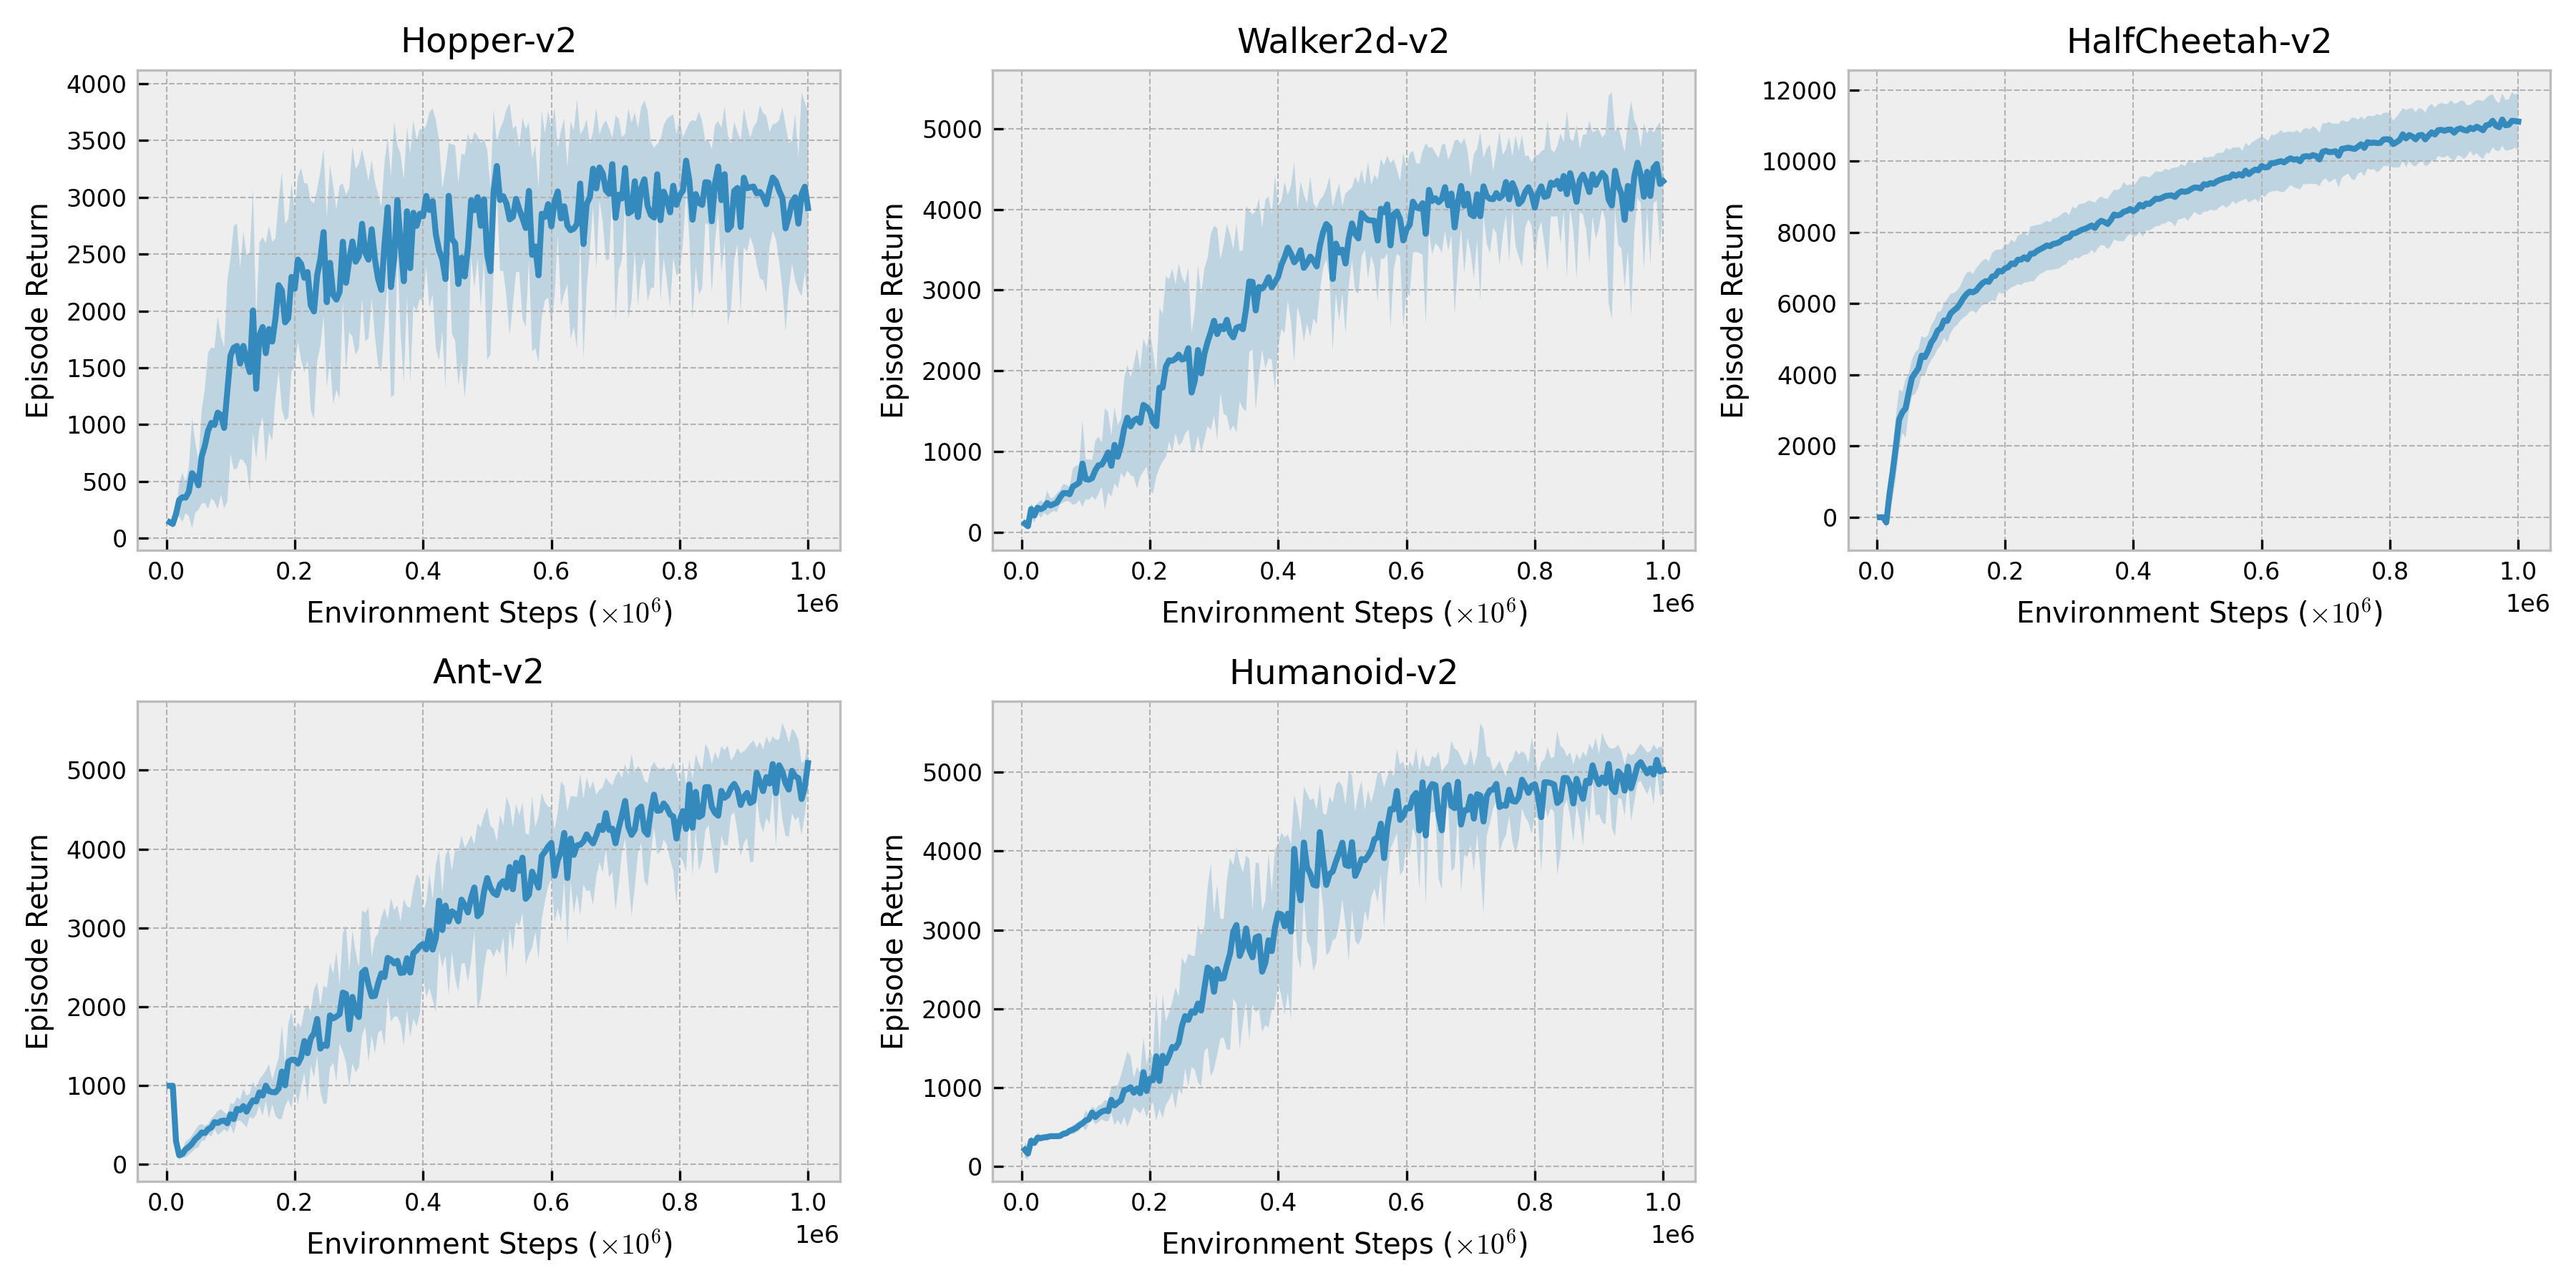 Hopper-v2
4000
3500
3000
2500
2000
1500
1000
500
0
Episode Return
0.0 0.2 0.4 0.6 0.8 1.0
1e6
Environment Steps (×10⁶)
Walker2d-v2
5000
4000
3000
2000
1000
0
Episode Return
0.0 0.2 0.4 0.6 0.8 1.0
1e6
Environment Steps (×10⁶)
HalfCheetah-v2
12000
10000
8000
6000
4000
2000
0
Episode Return
0.0 0.2 0.4 0.6 0.8 1.0
1e6
Environment Steps (×10⁶)
Ant-v2
5000
4000
3000
2000
1000
0
Episode Return
0.0 0.2 0.4 0.6 0.8 1.0
1e6
Environment Steps (×10⁶)
Humanoid-v2
5000
4000
3000
2000
1000
0
Episode Return
0.0 0.2 0.4 0.6 0.8 1.0
1e6
Environment Steps (×10⁶)